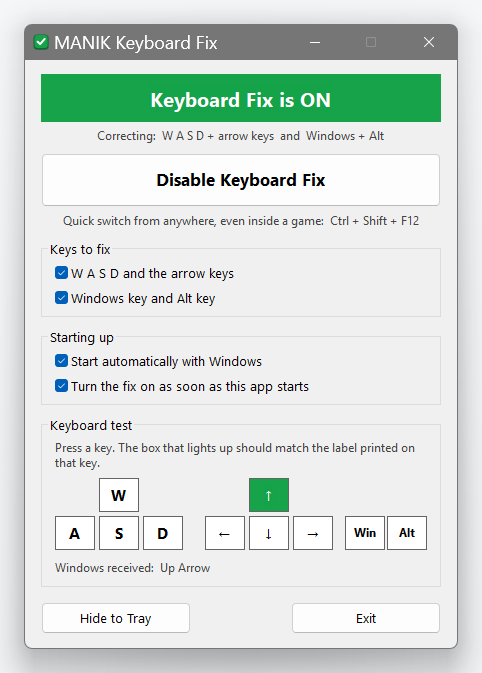 MANIK Keyboard Fix
Keyboard Fix is ON
Correcting: W A S D + arrow keys and Windows + Alt
Disable Keyboard Fix
Quick switch from anywhere, even inside a game: Ctrl + Shift + F12
Keys to fix
W A S D and the arrow keys
Windows key and Alt key
Starting up
Start automatically with Windows
Turn the fix on as soon as this app starts
Keyboard test
Press a key. The box that lights up should match the label printed on
that key.
W ↑
A S D ← ↓ → Win Alt
Windows received: Up Arrow
Hide to Tray Exit